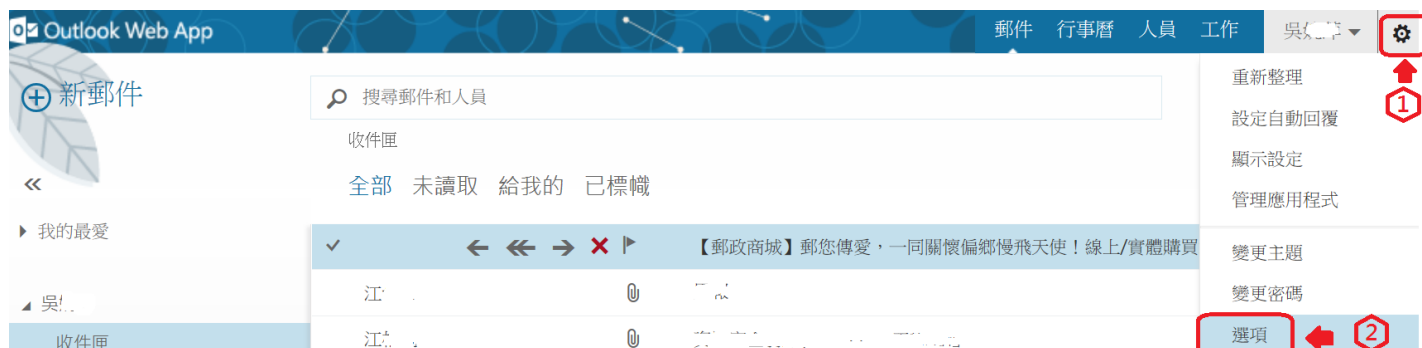 Outlook Web App
郵件 行事曆 人員 工作 吳
新郵件
搜尋郵件和人員
重新整理
1
設定自動回覆
收件匣
顯示設定
全部 未讀取 給我的 已標幟
管理應用程式
我的最愛
【郵政商城】郵您傳愛,一同關懷偏鄉慢飛天使!線上/實體購買
變更主題
江
變更密碼
吳
收件匣
江
選項
2